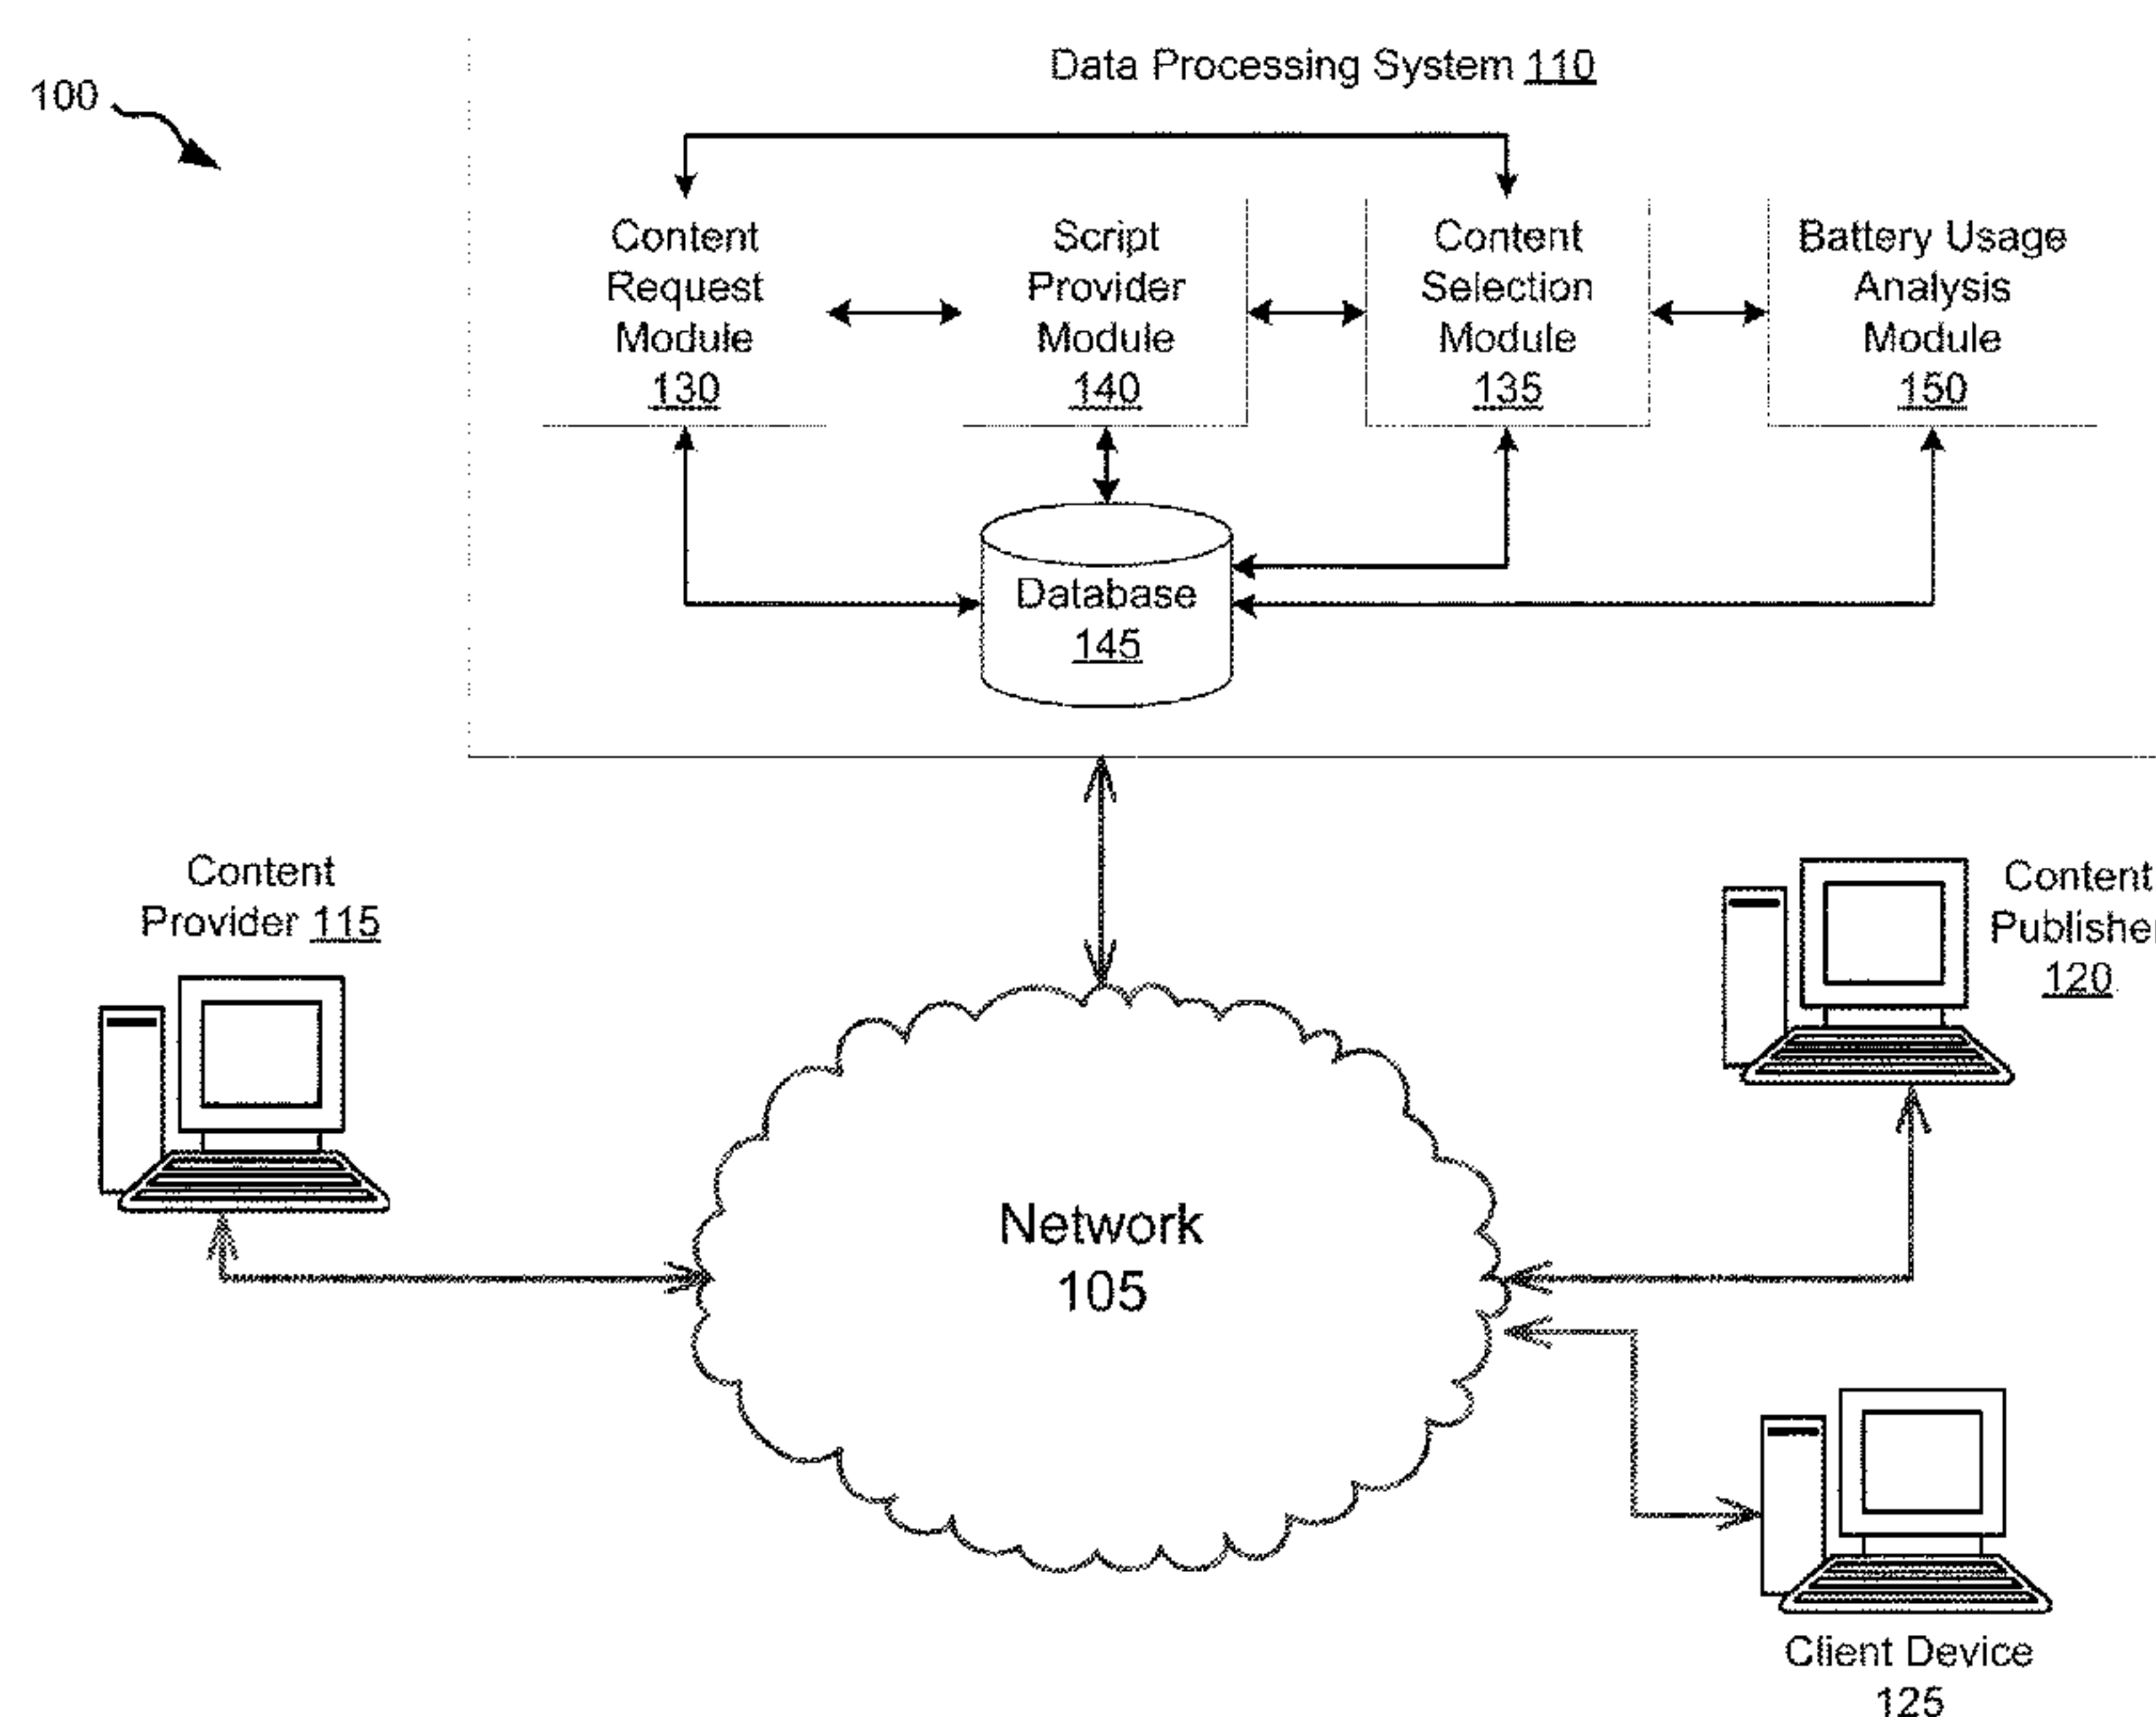 100
Data Processing System 110
Content
Request
Module
130
Script
Provider
Module
140
Content
Selection
Module
135
Battery Usage
Analysis
Module
150
Database
145
Content
Provider 115
Content
Publisher
120
Network
105
Client Device
125